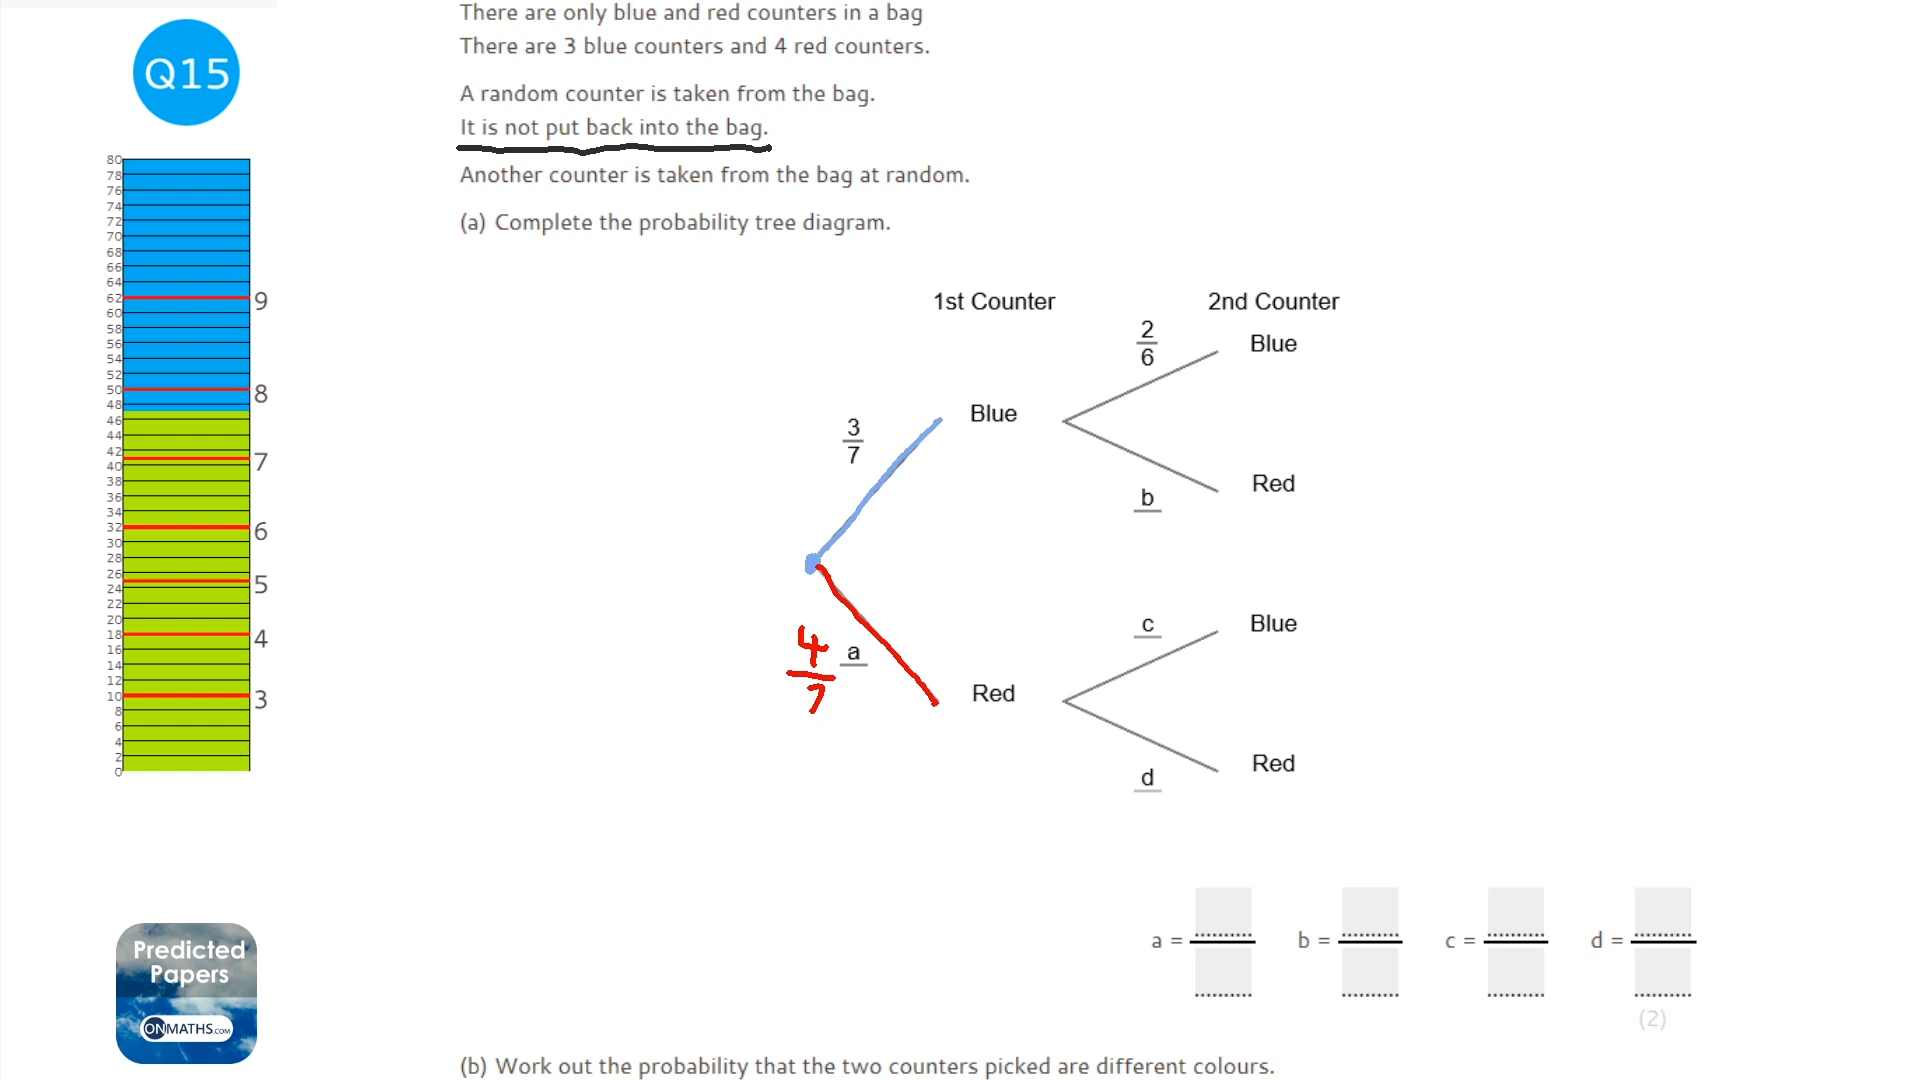 There are only blue and red counters in a bag
There are 3 blue counters and 4 red counters.
Q15
A random counter is taken from the bag.
It is not put back into the bag.
Another counter is taken from the bag at random.
(a) Complete the probability tree diagram.
80
78
76
74
72
70
68
66
64
62
60
58
56
54
52
50
48
46
44
42
40
38
36
34
32
30
28
26
24
22
20
18
16
14
12
10
8
6
4
2
0
9
8
7
6
5
4
3
1st Counter
2nd Counter
2
6
Blue
3
7
Blue
b
Red
4
7
a
Red
c
Blue
d
Red
a =
b =
c =
d =
(2)
Predicted
Papers
ONMATHS.COM
(b) Work out the probability that the two counters picked are different colours.